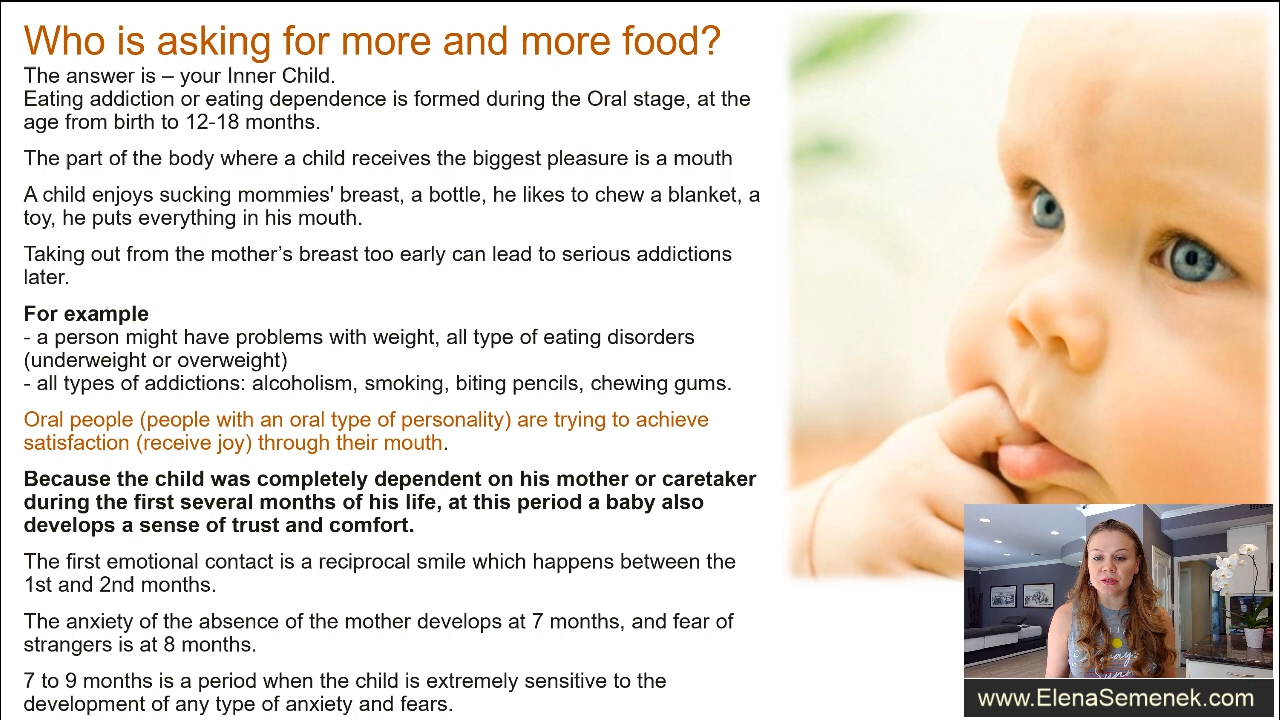 Who is asking for more and more food?
The answer is – your Inner Child.
Eating addiction or eating dependence is formed during the Oral stage, at the
age from birth to 12-18 months.
The part of the body where a child receives the biggest pleasure is a mouth
A child enjoys sucking mommies' breast, a bottle, he likes to chew a blanket, a
toy, he puts everything in his mouth.
Taking out from the mother’s breast too early can lead to serious addictions
later.
For example
- a person might have problems with weight, all type of eating disorders
(underweight or overweight)
- all types of addictions: alcoholism, smoking, biting pencils, chewing gums.
Oral people (people with an oral type of personality) are trying to achieve
satisfaction (receive joy) through their mouth.
Because the child was completely dependent on his mother or caretaker
during the first several months of his life, at this period a baby also
develops a sense of trust and comfort.
The first emotional contact is a reciprocal smile which happens between the
1st and 2nd months.
The anxiety of the absence of the mother develops at 7 months, and fear of
strangers is at 8 months.
7 to 9 months is a period when the child is extremely sensitive to the
development of any type of anxiety and fears.
www.ElenaSemenek.com